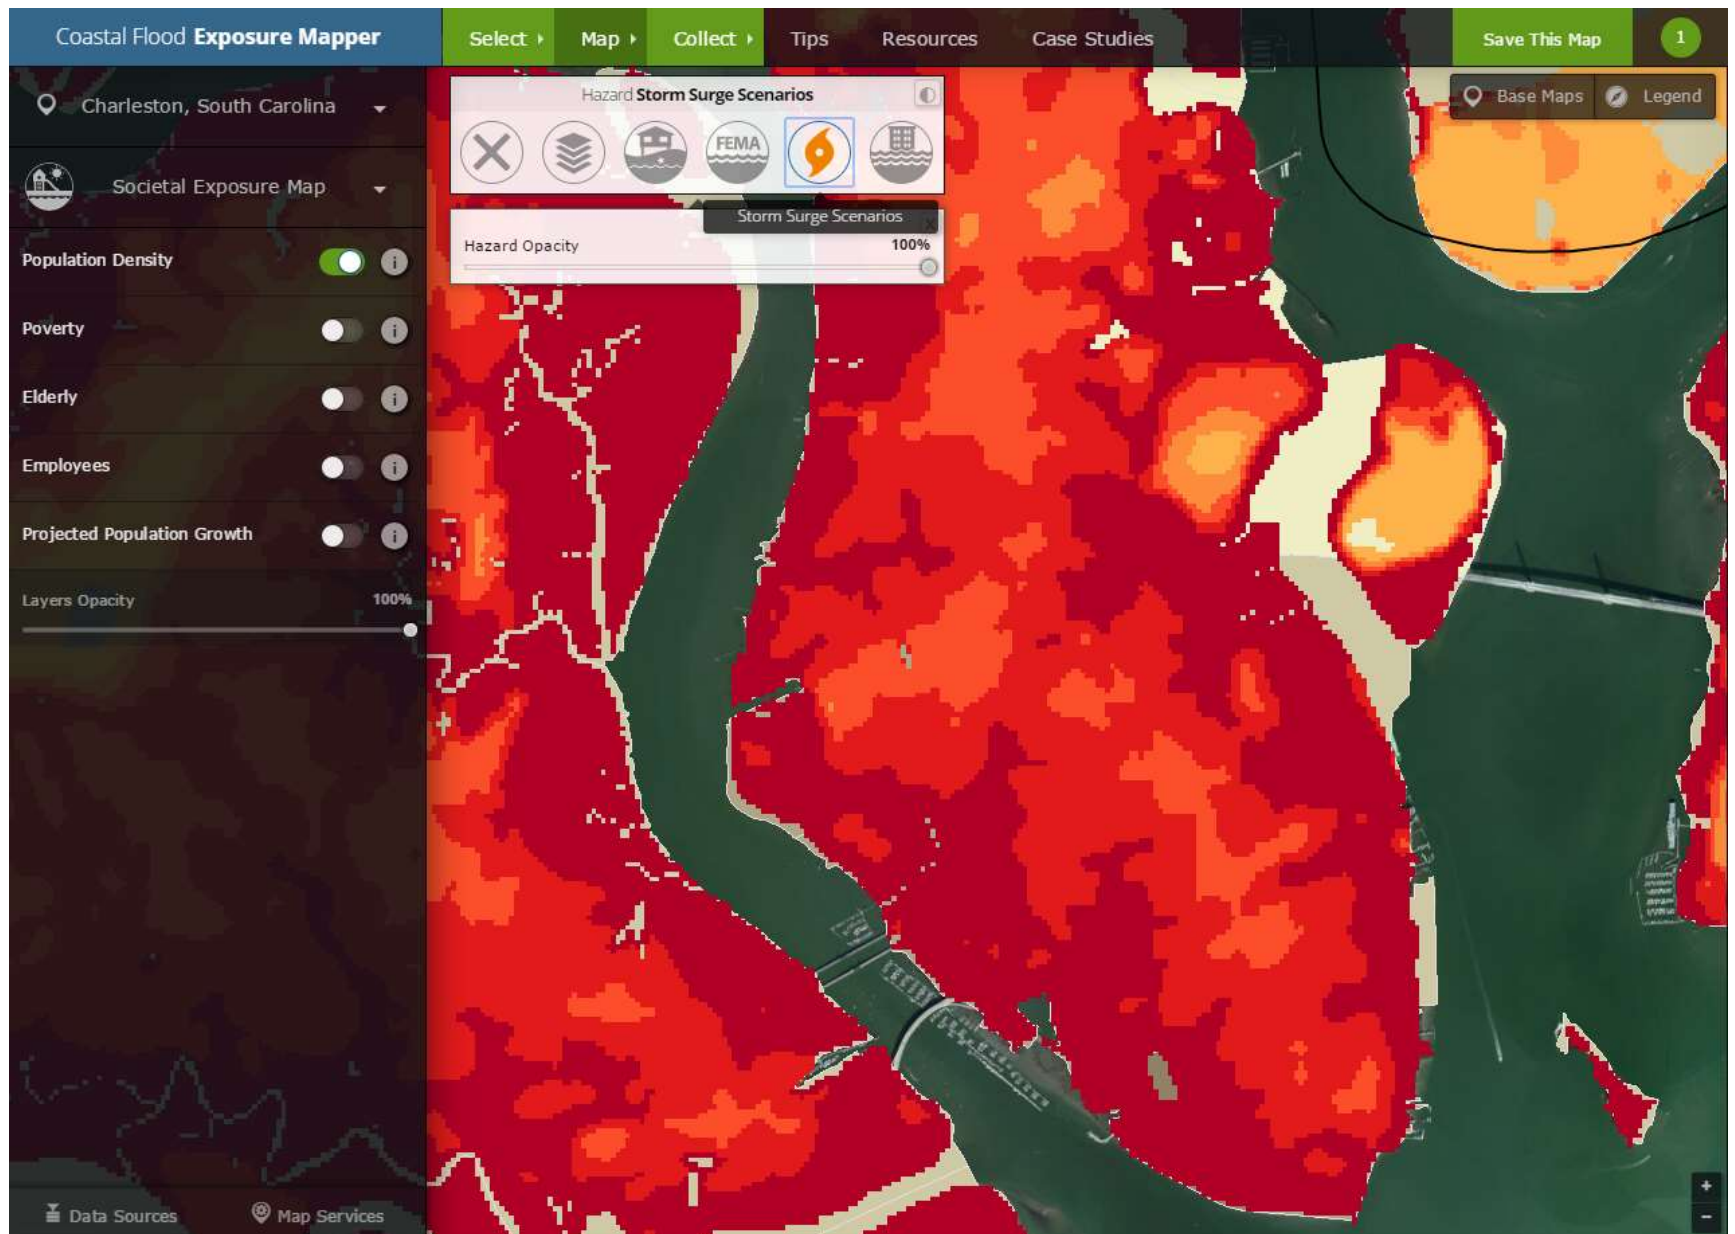 Coastal Flood Exposure Mapper
Select Map Collect Tips Resources Case Studies
Save This Map 1
Charleston, South Carolina
Societal Exposure Map
Population Density
Poverty
Elderly
Employees
Projected Population Growth
Layers Opacity 100%
Data Sources Map Services
Hazard Storm Surge Scenarios
FEMA
Storm Surge Scenarios
Hazard Opacity 100%
Base Maps Legend